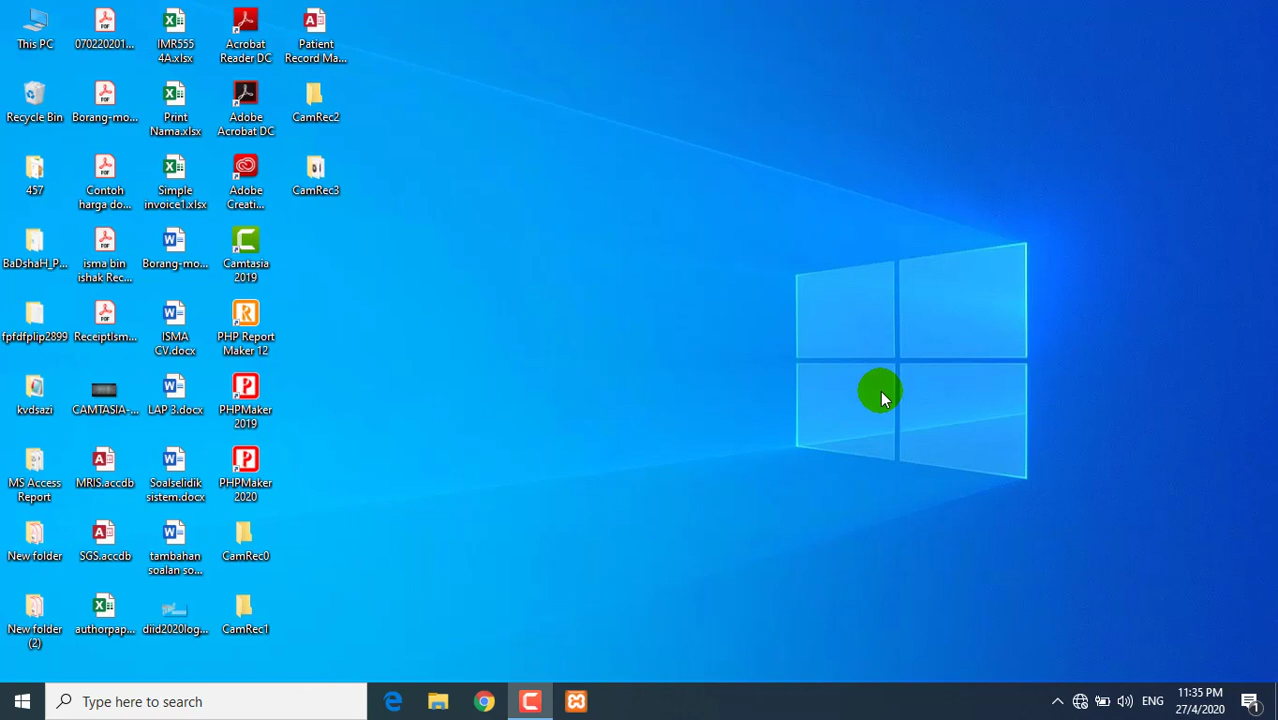 This PC
070220201...
IMR555
4A.xlsx
Acrobat
Reader DC
Patient
Record Ma...
Recycle Bin
Borang-mo...
Print
Nama.xlsx
Adobe
Acrobat DC
CamRec2
457
Contoh
harga do...
Simple
invoice1.xlsx
Adobe
Creati...
CamRec3
BaDshaH_P...
isma bin
ishak Rec...
Borang-mo...
Camtasia
2019
fpfdfplip2899
ReceiptIsm...
ISMA
CV.docx
PHP Report
Maker 12
kvdsazi
CAMTASIA-...
LAP 3.docx
PHPMaker
2019
MS Access
Report
MRIS.accdb
Soalselidik
sistem.docx
PHPMaker
2020
New folder
SGS.accdb
tambahan
soalan so...
CamRec0
New folder
(2)
authorpap...
diid2020log...
CamRec1
Type here to search
ENG
11:35 PM
27/4/2020
1